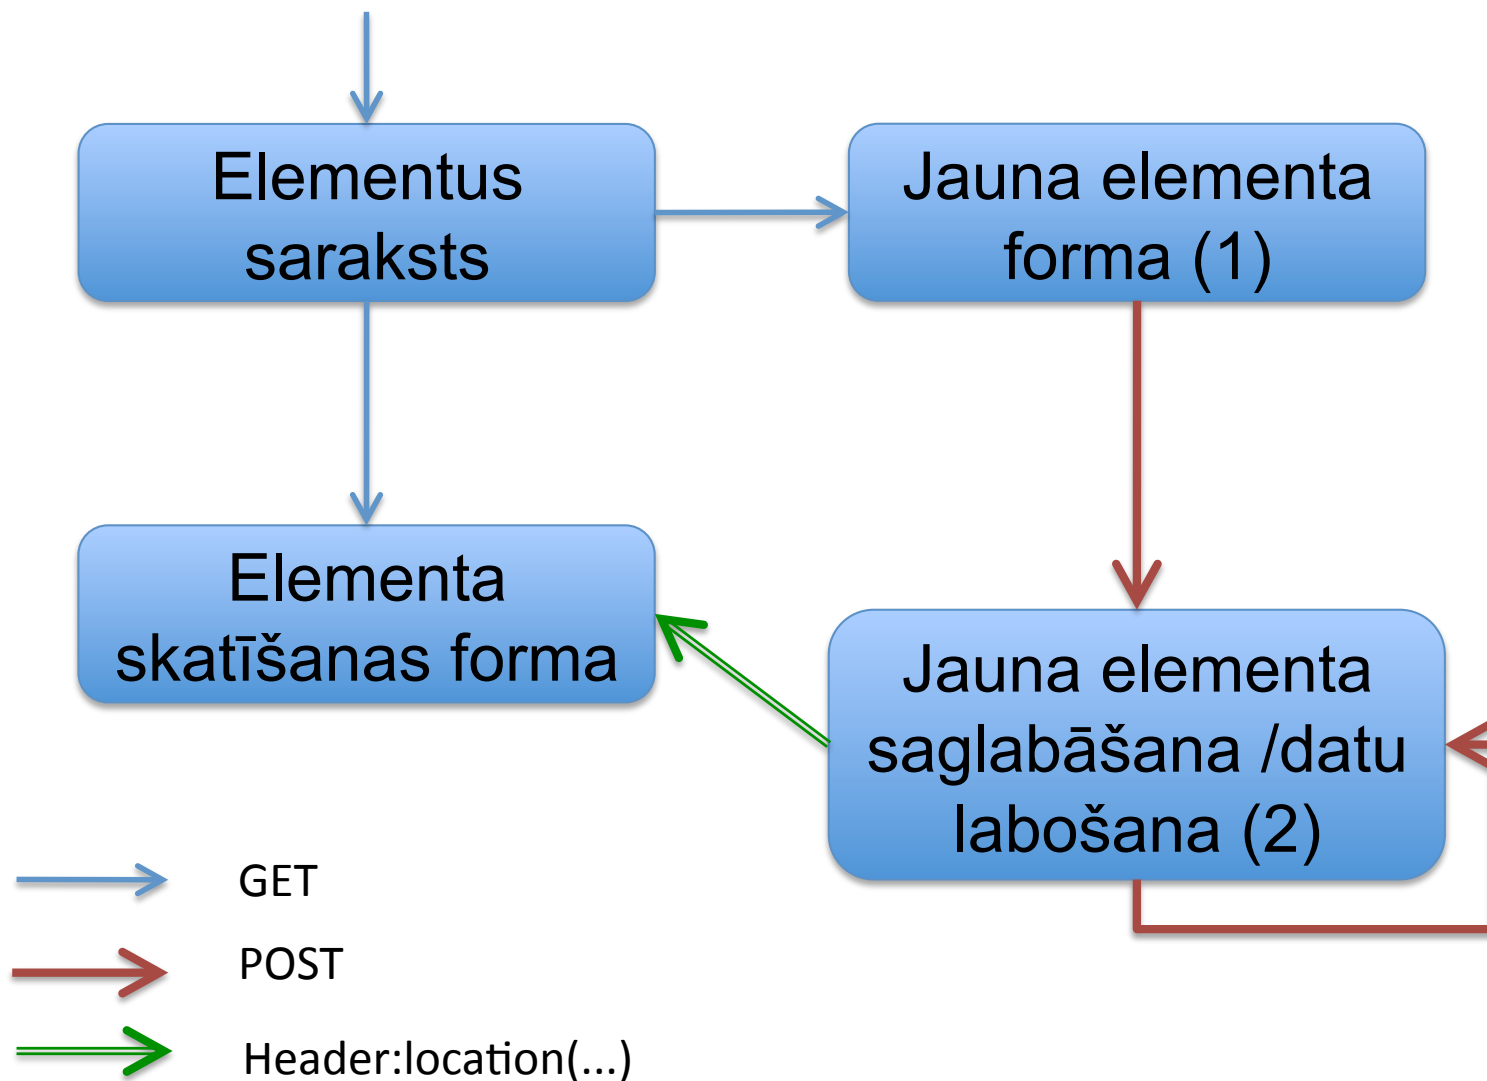 Elementus
saraksts
Jauna elementa
forma (1)
Elementa
skatīšanas forma
Jauna elementa
saglabāšana /datu
labošana (2)
GET
POST
Header:location(...)